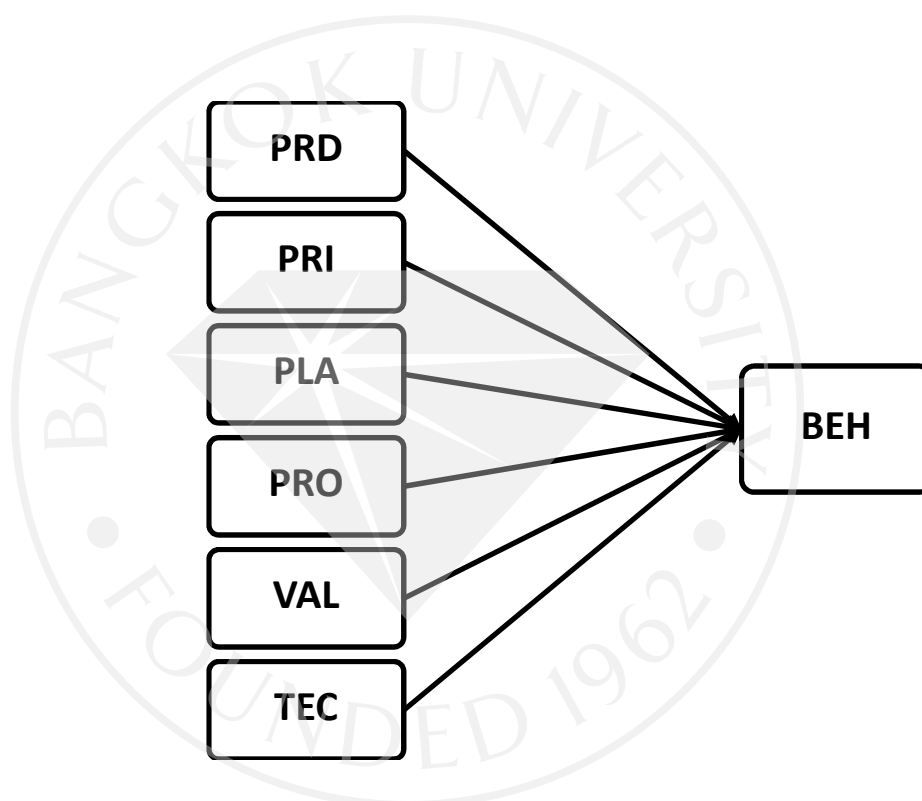 BANGKOK UNIVERSITY
PRD
PRI
PLA
PRO
VAL
TEC
BEH
FOUNDED 1962